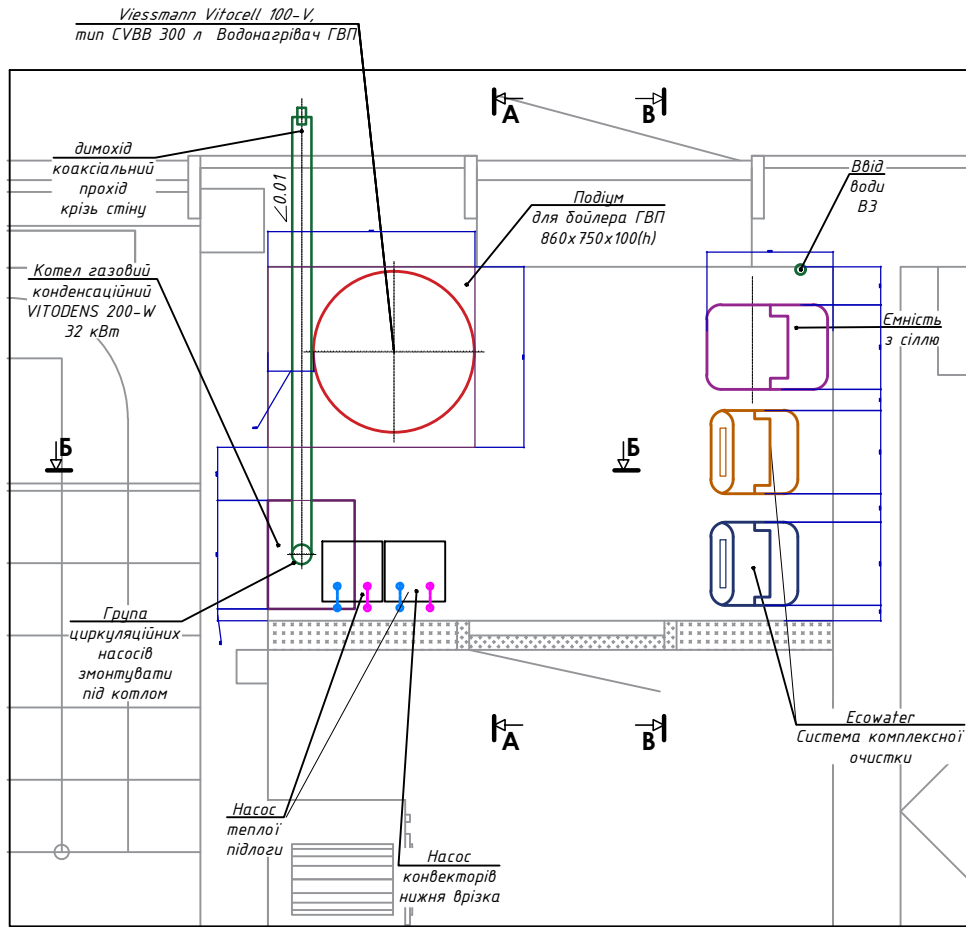 Viessmann Vitocell 100-V,
тип CVBB 300 л Водонагрівач ГВП
А
В
димохід
коаксіальний
прохід
крізь стіну
∠0.01
Подіум
для бойлера ГВП
860х750х100(h)
Ввід
води
В3
Котел газовий
конденсаційний
VITODENS 200-W
32 кВт
Ємність
з сіллю
Б
Б
Група
циркуляційних
насосів
змонтувати
під котлом
А
В
Ecowater
Система комплексної
очистки
Насос
теплої
підлоги
Насос
конвекторів
нижня врізка